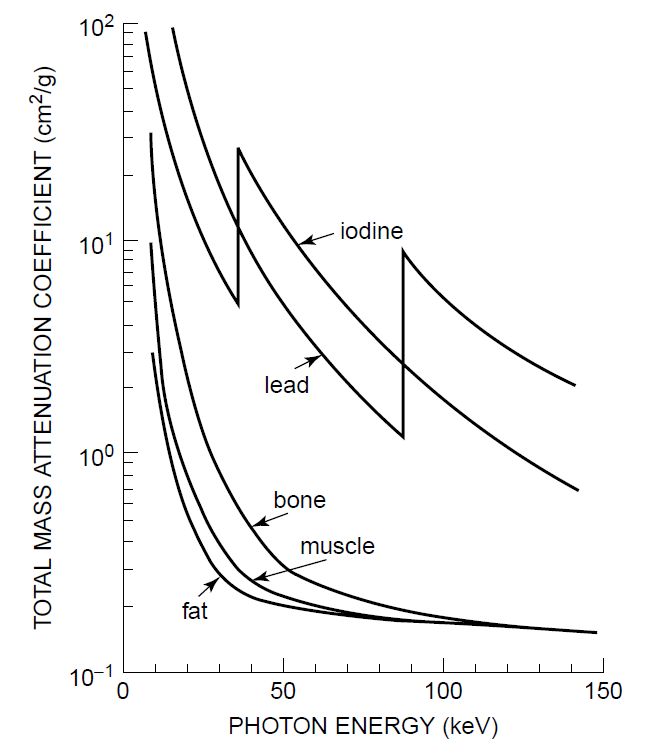 TOTAL MASS ATTENUATION COEFFICIENT (cm²/g)
10²
10¹
10⁰
10⁻¹
iodine
lead
bone
muscle
fat
0
50
100
150
PHOTON ENERGY (keV)